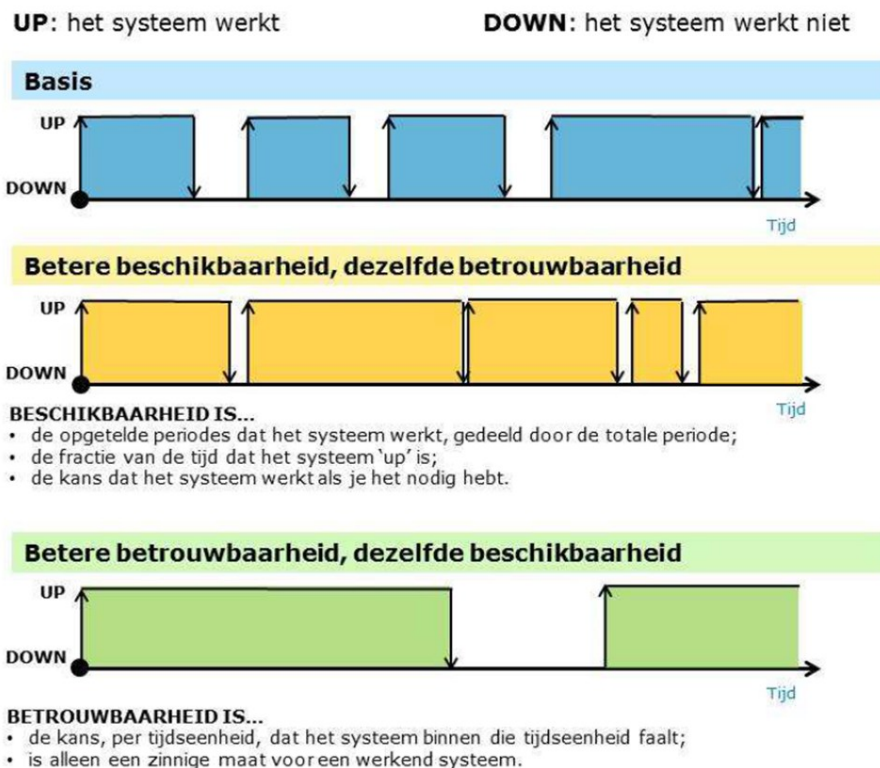 UP: het systeem werkt DOWN: het systeem werkt niet
Basis
UP
DOWN
Tijd
Betere beschikbaarheid, dezelfde betrouwbaarheid
UP
DOWN
Tijd
BESCHIKBAARHEID IS...
• de opgetelde periodes dat het systeem werkt, gedeeld door de totale periode;
• de fractie van de tijd dat het systeem ‘up’ is;
• de kans dat het systeem werkt als je het nodig hebt.
Betere betrouwbaarheid, dezelfde beschikbaarheid
UP
DOWN
Tijd
BETROUWBAARHEID IS...
• de kans, per tijdseenheid, dat het systeem binnen die tijdseenheid faalt;
• is alleen een zinnige maat voor een werkend systeem.